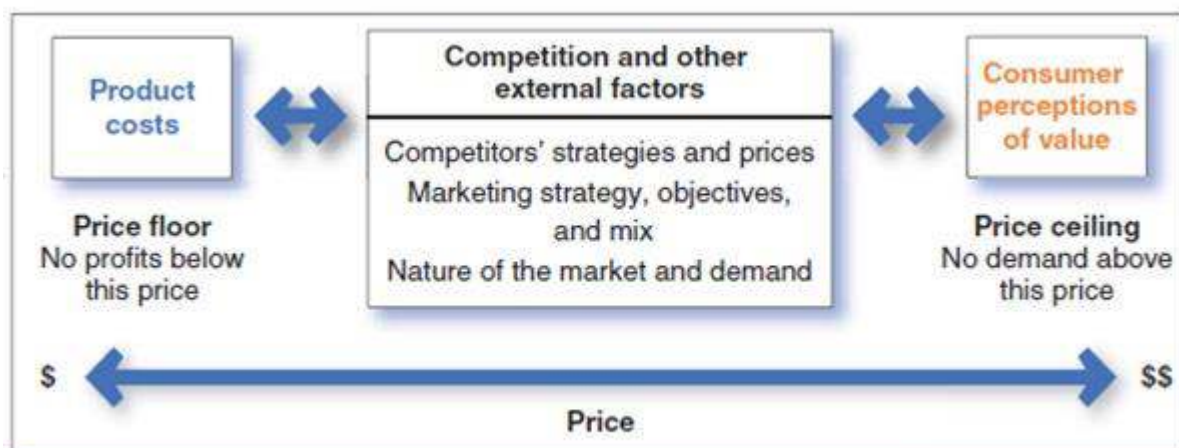 Product
costs
Price floor
No profits below
this price
Competition and other
external factors
Competitors' strategies and prices
Marketing strategy, objectives,
and mix
Nature of the market and demand
Consumer
perceptions
of value
Price ceiling
No demand above
this price
$
$$
Price